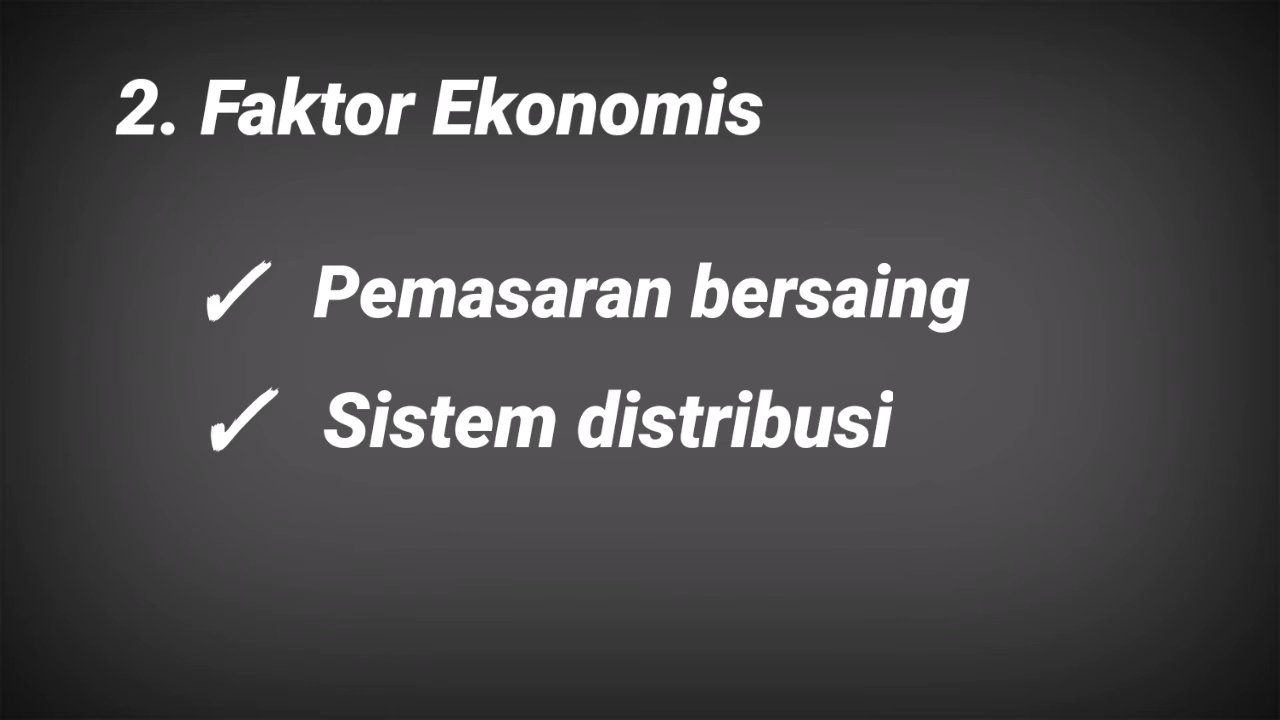 2. Faktor Ekonomis
✓ Pemasaran bersaing
✓ Sistem distribusi